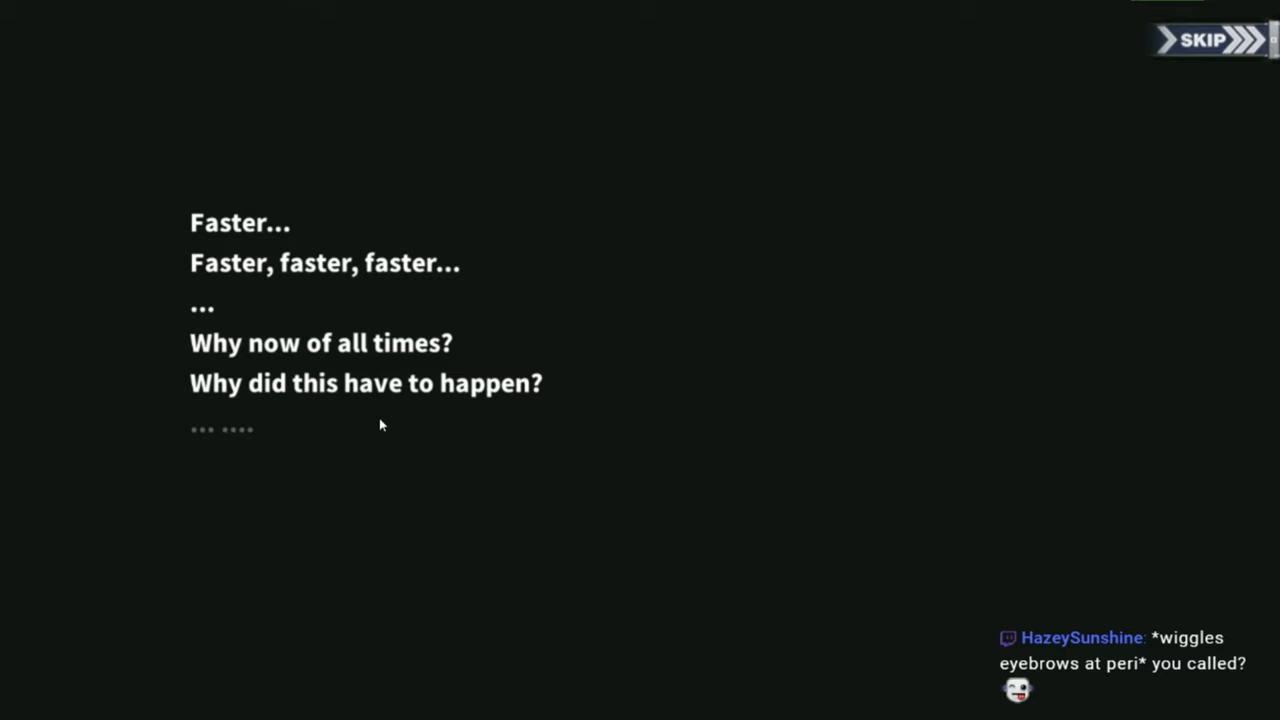 SKIP
Faster...
Faster, faster, faster...
...
Why now of all times?
Why did this have to happen?
... ....
HazeySunshine: *wiggles
eyebrows at peri* you called?